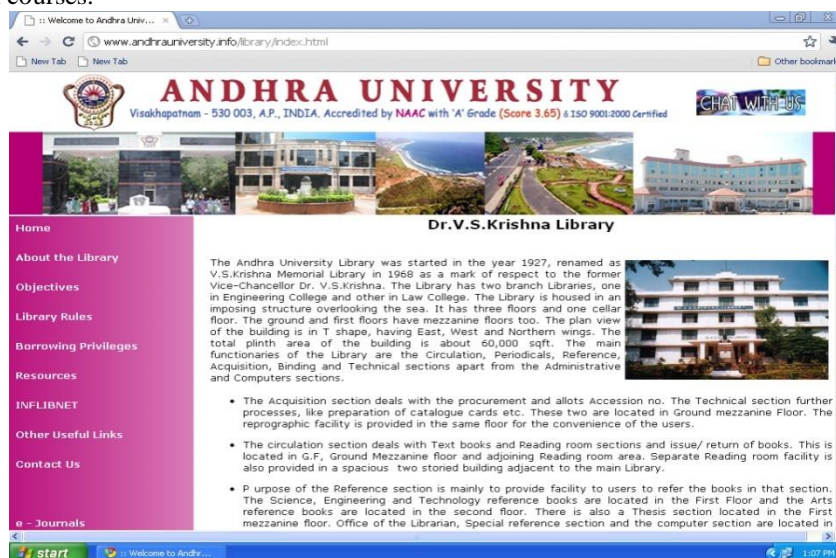 courses.
:: Welcome to Andhra Univ...
www.andhrauniversity.info/library/index.html
New Tab
New Tab
Other bookmark
ANDHRA UNIVERSITY
Visakhapatnam - 530 003, A.P., INDIA. Accredited by NAAC with 'A' Grade (Score 3.65) & ISO 9001:2000 Certified
CHAT WITH US
Dr.V.S.Krishna Library
Home
About the Library
Objectives
Library Rules
Borrowing Privileges
Resources
INFLIBNET
Other Useful Links
Contact Us
e - Journals
The Andhra University Library was started in the year 1927, renamed as
V.S.Krishna Memorial Library in 1968 as a mark of respect to the former
Vice-Chancellor Dr. V.S.Krishna. The Library has two branch Libraries, one
in Engineering College and other in Law College. The Library is housed in an
imposing structure overlooking the sea. It has three floors and one cellar
floor. The ground and first floors have mezzanine floors too. The plan view
of the building is in T shape, having East, West and Northern wings. The
total plinth area of the building is about 60,000 sqft. The main
functionaries of the Library are the Circulation, Periodicals, Reference,
Acquisition, Binding and Technical sections apart from the Administrative
and Computers sections.
• The Acquisition section deals with the procurement and allots Accession no. The Technical section further
processes, like preparation of catalogue cards etc. These two are located in Ground mezzanine Floor. The
reprographic facility is provided in the same floor for the convenience of the users.
• The circulation section deals with Text books and Reading room sections and issue/ return of books. This is
located in G.F, Ground Mezzanine floor and adjoining Reading room area. Separate Reading room facility is
also provided in a spacious two storied building adjacent to the main Library.
• P urpose of the Reference section is mainly to provide facility to users to refer the books in that section.
The Science, Engineering and Technology reference books are located in the First Floor and the Arts
reference books are located in the second floor. There is also a Thesis section located in the First
mezzanine floor. Office of the Librarian, Special reference section and the computer section are located in
start
:: Welcome to Andhr...
1:07 PM